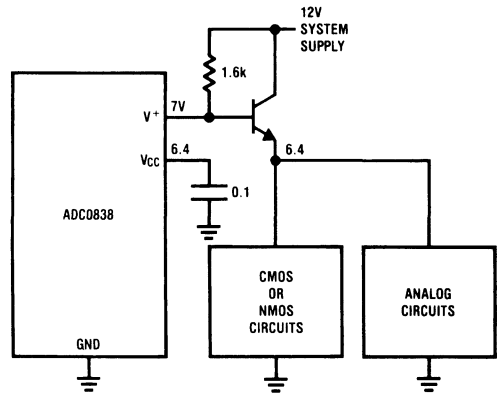 12V
SYSTEM
SUPPLY
1.6k
7V
V+
6.4
VCC
6.4
0.1
ADC0838
CMOS
OR
NMOS
CIRCUITS
ANALOG
CIRCUITS
GND